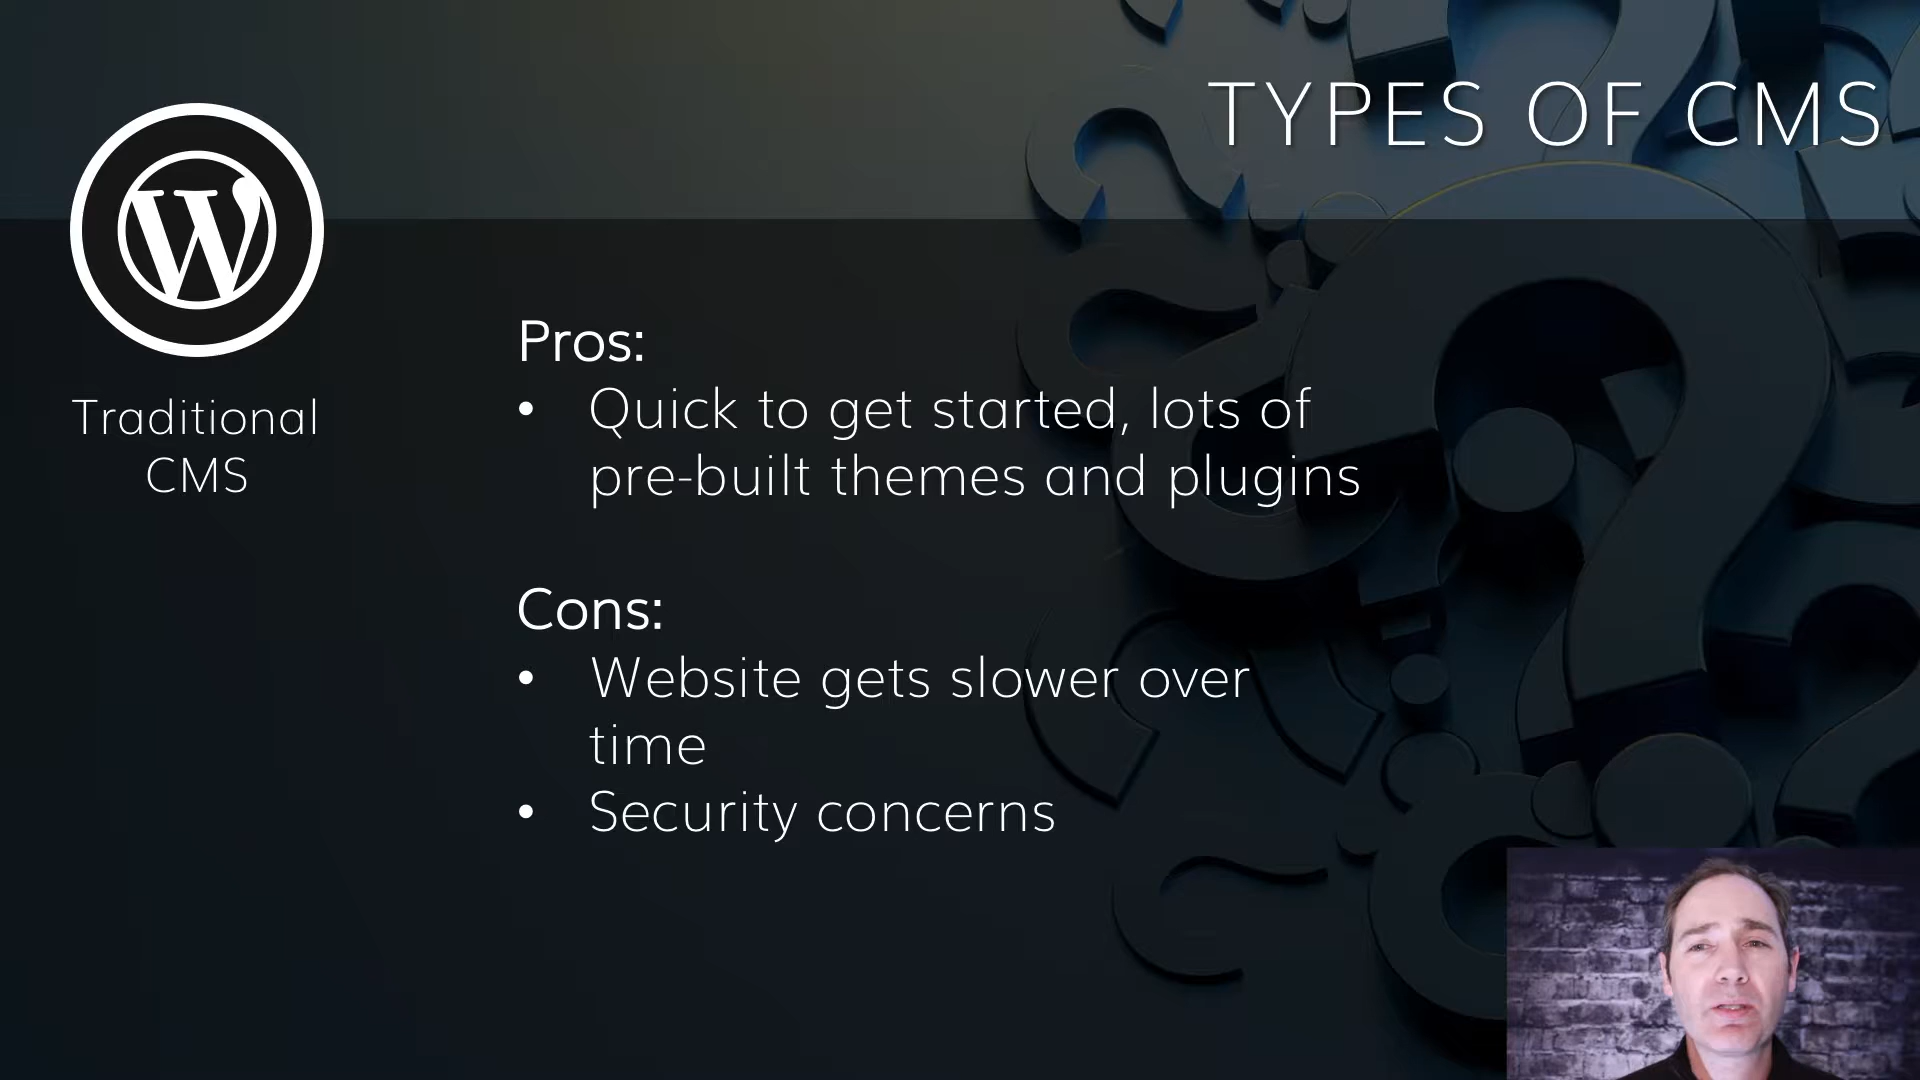 TYPES OF CMS
W
Traditional
CMS
Pros:
• Quick to get started, lots of
pre-built themes and plugins
Cons:
• Website gets slower over
time
• Security concerns